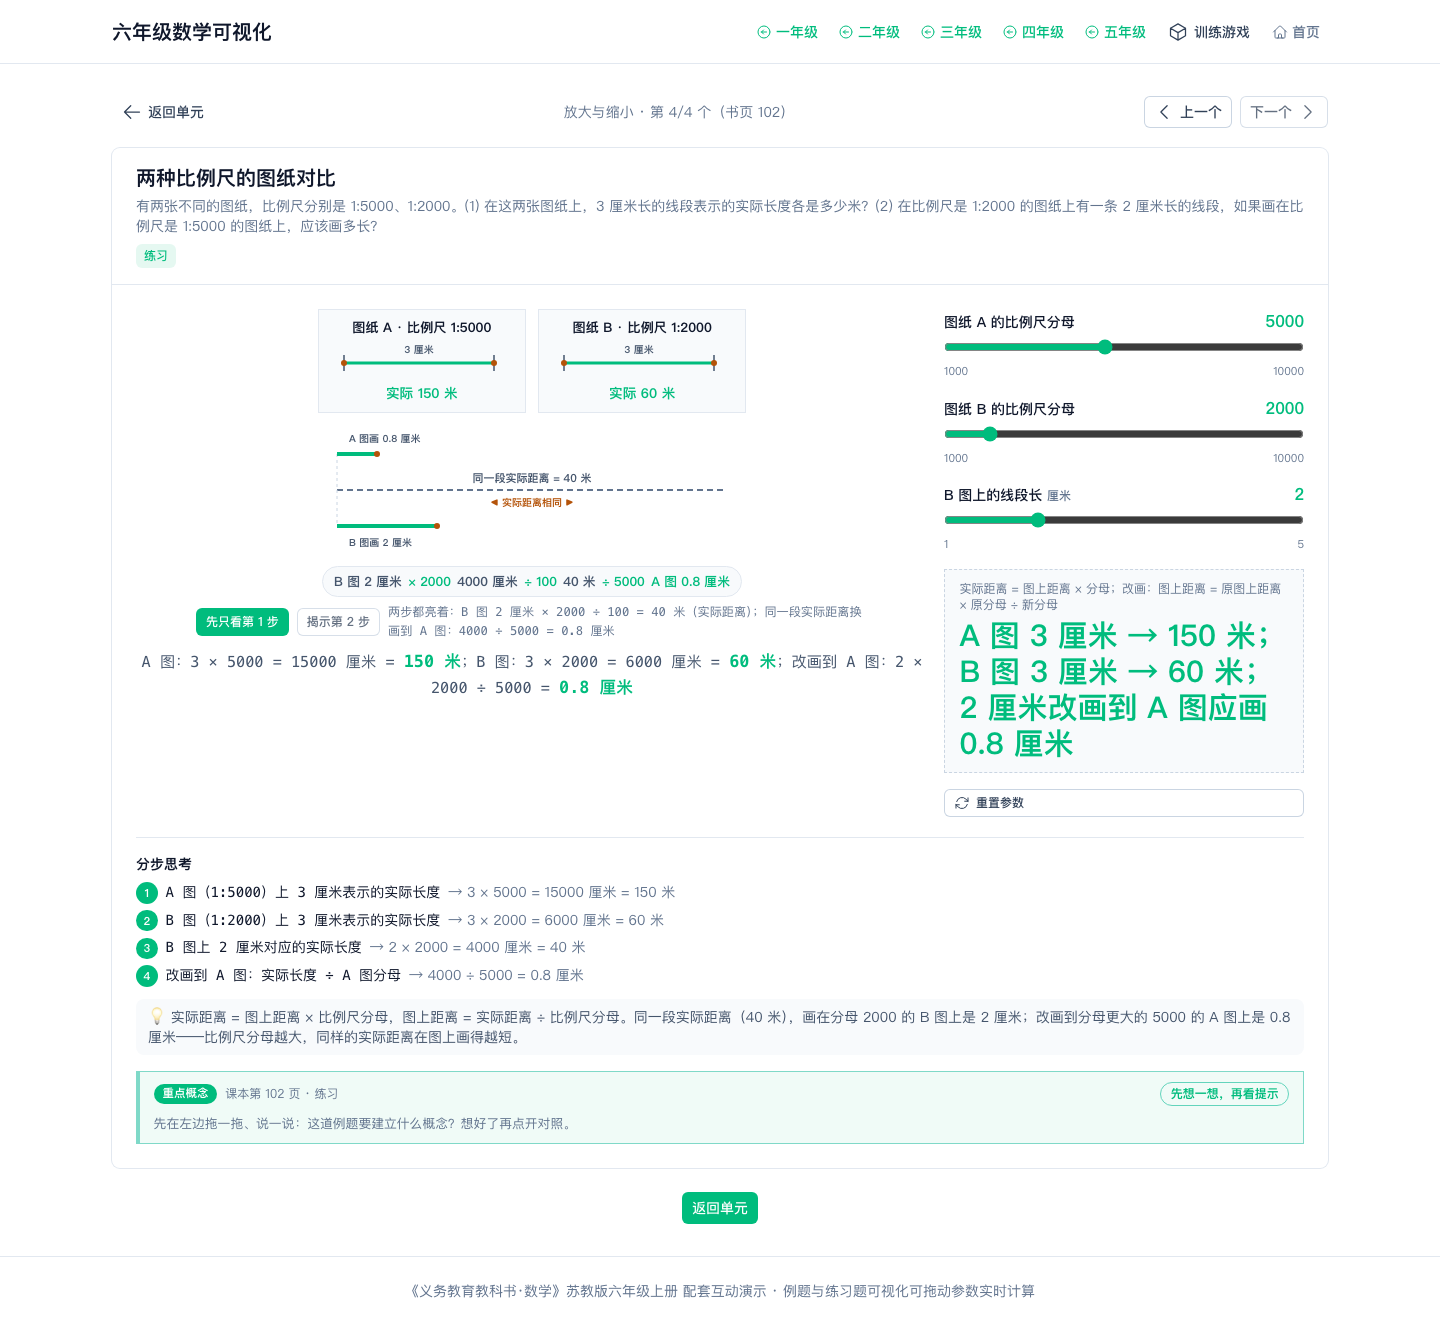 六年级数学可视化
一年级 二年级 三年级 四年级 五年级 训练游戏 首页
返回单元
放大与缩小 · 第 4/4 个（书页 102）
上一个
下一个
两种比例尺的图纸对比
有两张不同的图纸，比例尺分别是 1:5000、1:2000。(1) 在这两张图纸上，3 厘米长的线段表示的实际长度各是多少米？(2) 在比例尺是 1:2000 的图纸上有一条 2 厘米长的线段，如果画在比
例尺是 1:5000 的图纸上，应该画多长？
练习
图纸 A · 比例尺 1:5000
3 厘米
实际 150 米
图纸 B · 比例尺 1:2000
3 厘米
实际 60 米
A 图画 0.8 厘米
同一段实际距离 = 40 米
◄ 实际距离相同 ►
B 图画 2 厘米
B 图 2 厘米 × 2000 4000 厘米 ÷ 100 40 米 ÷ 5000 A 图 0.8 厘米
先只看第 1 步
揭示第 2 步
两步都亮着：B 图 2 厘米 × 2000 ÷ 100 = 40 米（实际距离）；同一段实际距离换
画到 A 图：4000 ÷ 5000 = 0.8 厘米
A 图：3 × 5000 = 15000 厘米 = 150 米；B 图：3 × 2000 = 6000 厘米 = 60 米；改画到 A 图：2 ×
2000 ÷ 5000 = 0.8 厘米
图纸 A 的比例尺分母 5000
1000 10000
图纸 B 的比例尺分母 2000
1000 10000
B 图上的线段长 厘米 2
1 5
实际距离 = 图上距离 × 分母；改画：图上距离 = 原图上距离
× 原分母 ÷ 新分母
A 图 3 厘米 → 150 米；
B 图 3 厘米 → 60 米；
2 厘米改画到 A 图应画
0.8 厘米
重置参数
分步思考
1 A 图（1:5000）上 3 厘米表示的实际长度 → 3 × 5000 = 15000 厘米 = 150 米
2 B 图（1:2000）上 3 厘米表示的实际长度 → 3 × 2000 = 6000 厘米 = 60 米
3 B 图上 2 厘米对应的实际长度 → 2 × 2000 = 4000 厘米 = 40 米
4 改画到 A 图：实际长度 ÷ A 图分母 → 4000 ÷ 5000 = 0.8 厘米
💡 实际距离 = 图上距离 × 比例尺分母，图上距离 = 实际距离 ÷ 比例尺分母。同一段实际距离（40 米），画在分母 2000 的 B 图上是 2 厘米；改画到分母更大的 5000 的 A 图上是 0.8
厘米——比例尺分母越大，同样的实际距离在图上画得越短。
重点概念 课本第 102 页 · 练习
先想一想，再看提示
先在左边拖一拖、说一说：这道例题要建立什么概念？想好了再点开对照。
返回单元
《义务教育教科书·数学》苏教版六年级上册 配套互动演示 · 例题与练习题可视化可拖动参数实时计算